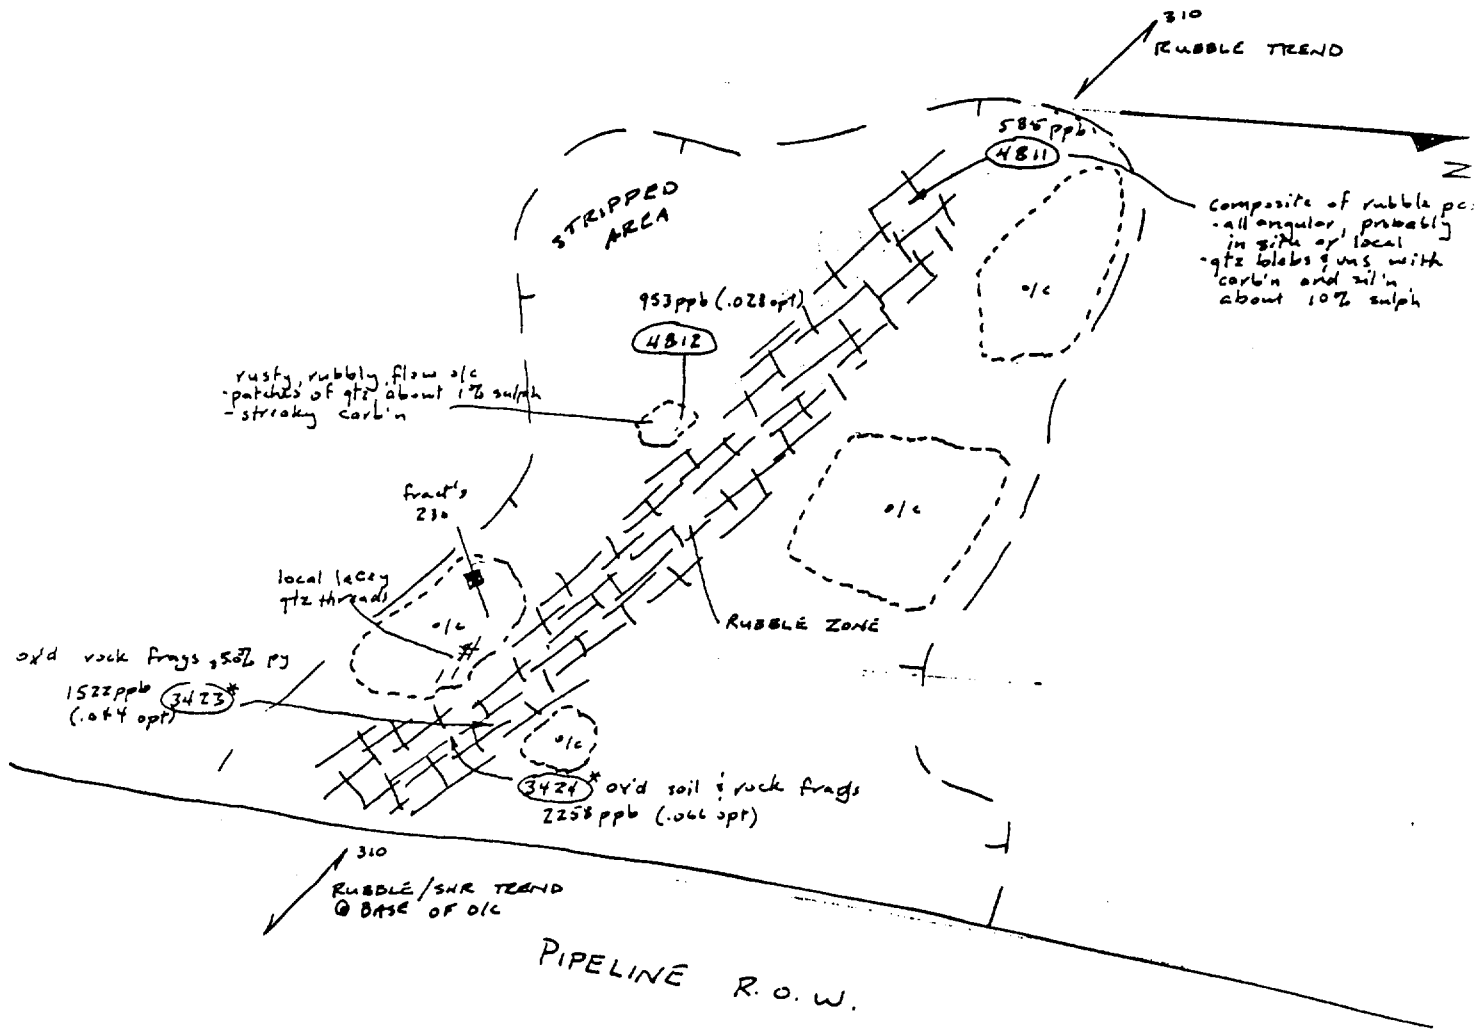 310
RUBBLE TREND
585 ppb
4811
N
composite of rubble pcs
- all angular, probably
in situ or local
- qtz blebs & vns with
carb'n and sil'n
about 10% sulph
STRIPPED
AREA
o/c
953 ppb (.028 opt)
4812
rusty, rubbly, flow o/c
- patches of qtz, about 1% sulph
- streaky carb'n
o/c
fract's
230
local lacey
qtz threads
o/c
RUBBLE ZONE
ox'd rock frags, 50% py
1522 ppb 3423*
(.044 opt)
o/c
3424* ox'd soil & rock frags
2258 ppb (.066 opt)
310
RUBBLE/SHR TREND
@ BASE OF O/C
PIPELINE R.O.W.